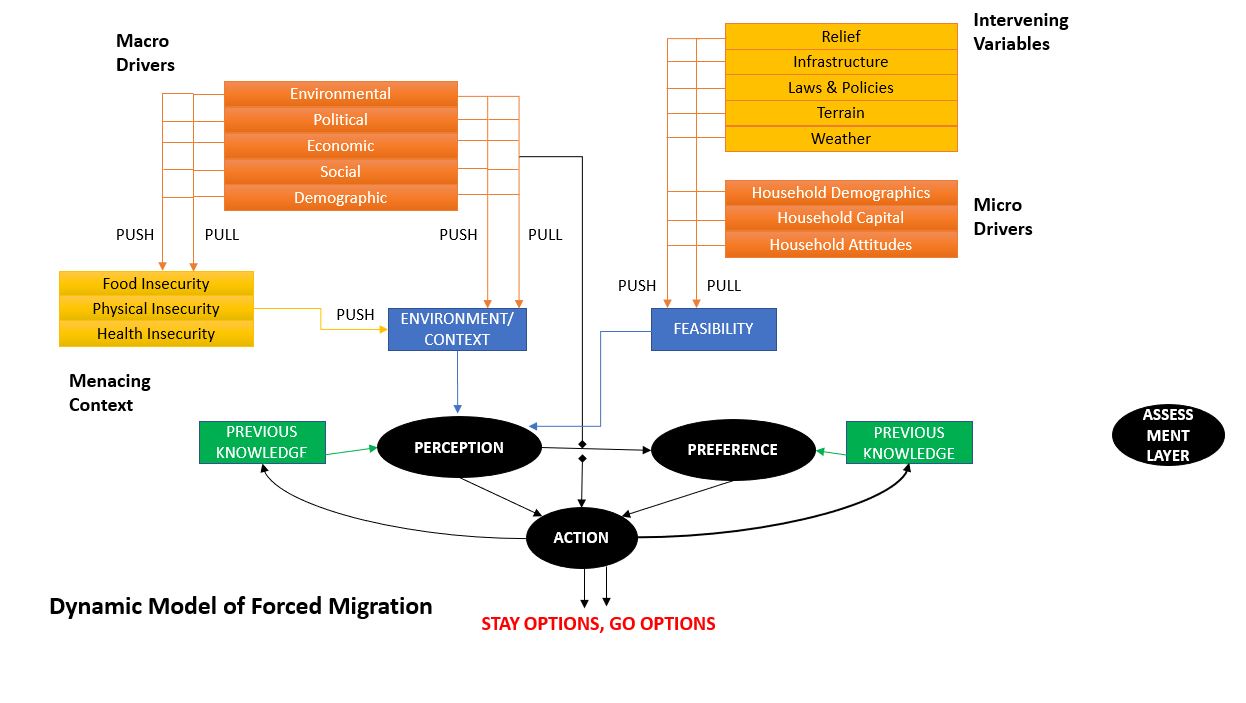 Macro
Drivers
Environmental
Political
Economic
Social
Demographic
PUSH
PULL
PUSH
PULL
Intervening
Variables
Relief
Infrastructure
Laws & Policies
Terrain
Weather
Household Demographics
Household Capital
Household Attitudes
Micro
Drivers
PUSH
PULL
Food Insecurity
Physical Insecurity
Health Insecurity
PUSH
ENVIRONMENT/
CONTEXT
FEASIBILITY
Menacing
Context
PREVIOUS
KNOWLEDGF
PERCEPTION
PREFERENCE
PREVIOUS
KNOWLEDGE
ASSESS
MENT
LAYER
ACTION
Dynamic Model of Forced Migration
STAY OPTIONS, GO OPTIONS